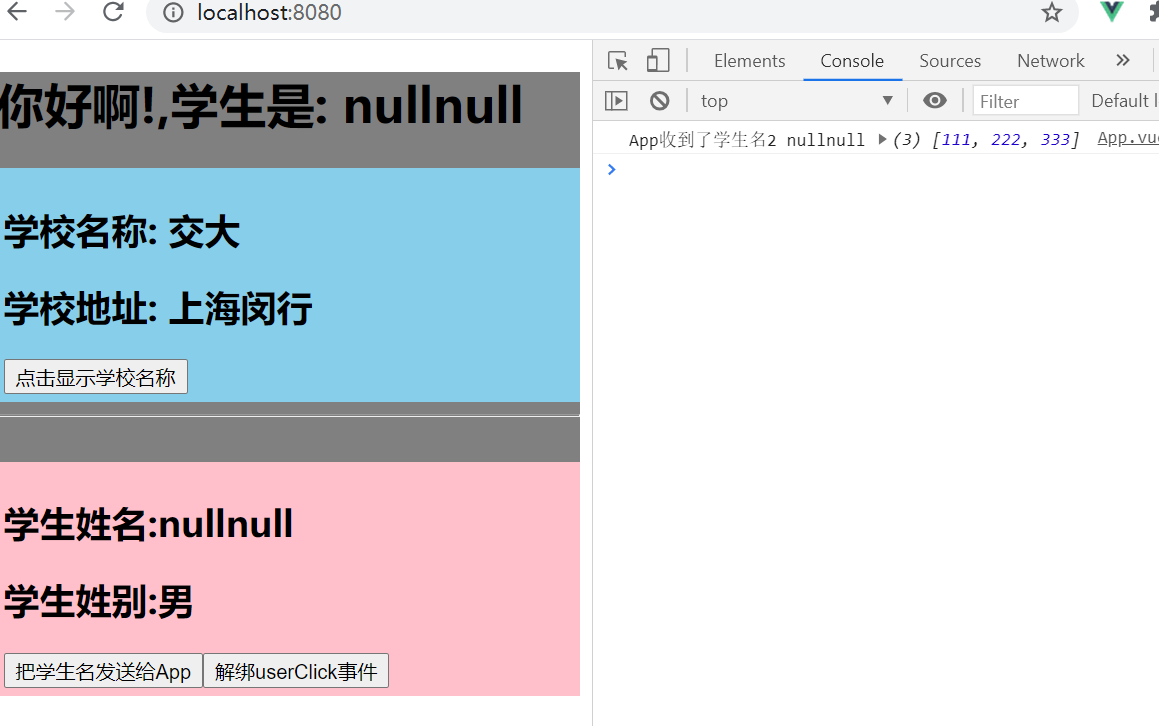 localhost:8080
Elements Console Sources Network
top Filter Default l
你好啊!,学生是: nullnull
学校名称: 交大
学校地址: 上海闵行
点击显示学校名称
学生姓名:nullnull
学生姓别:男
把学生名发送给App 解绑userClick事件
App收到了学生名2 nullnull (3) [111, 222, 333] App.vue